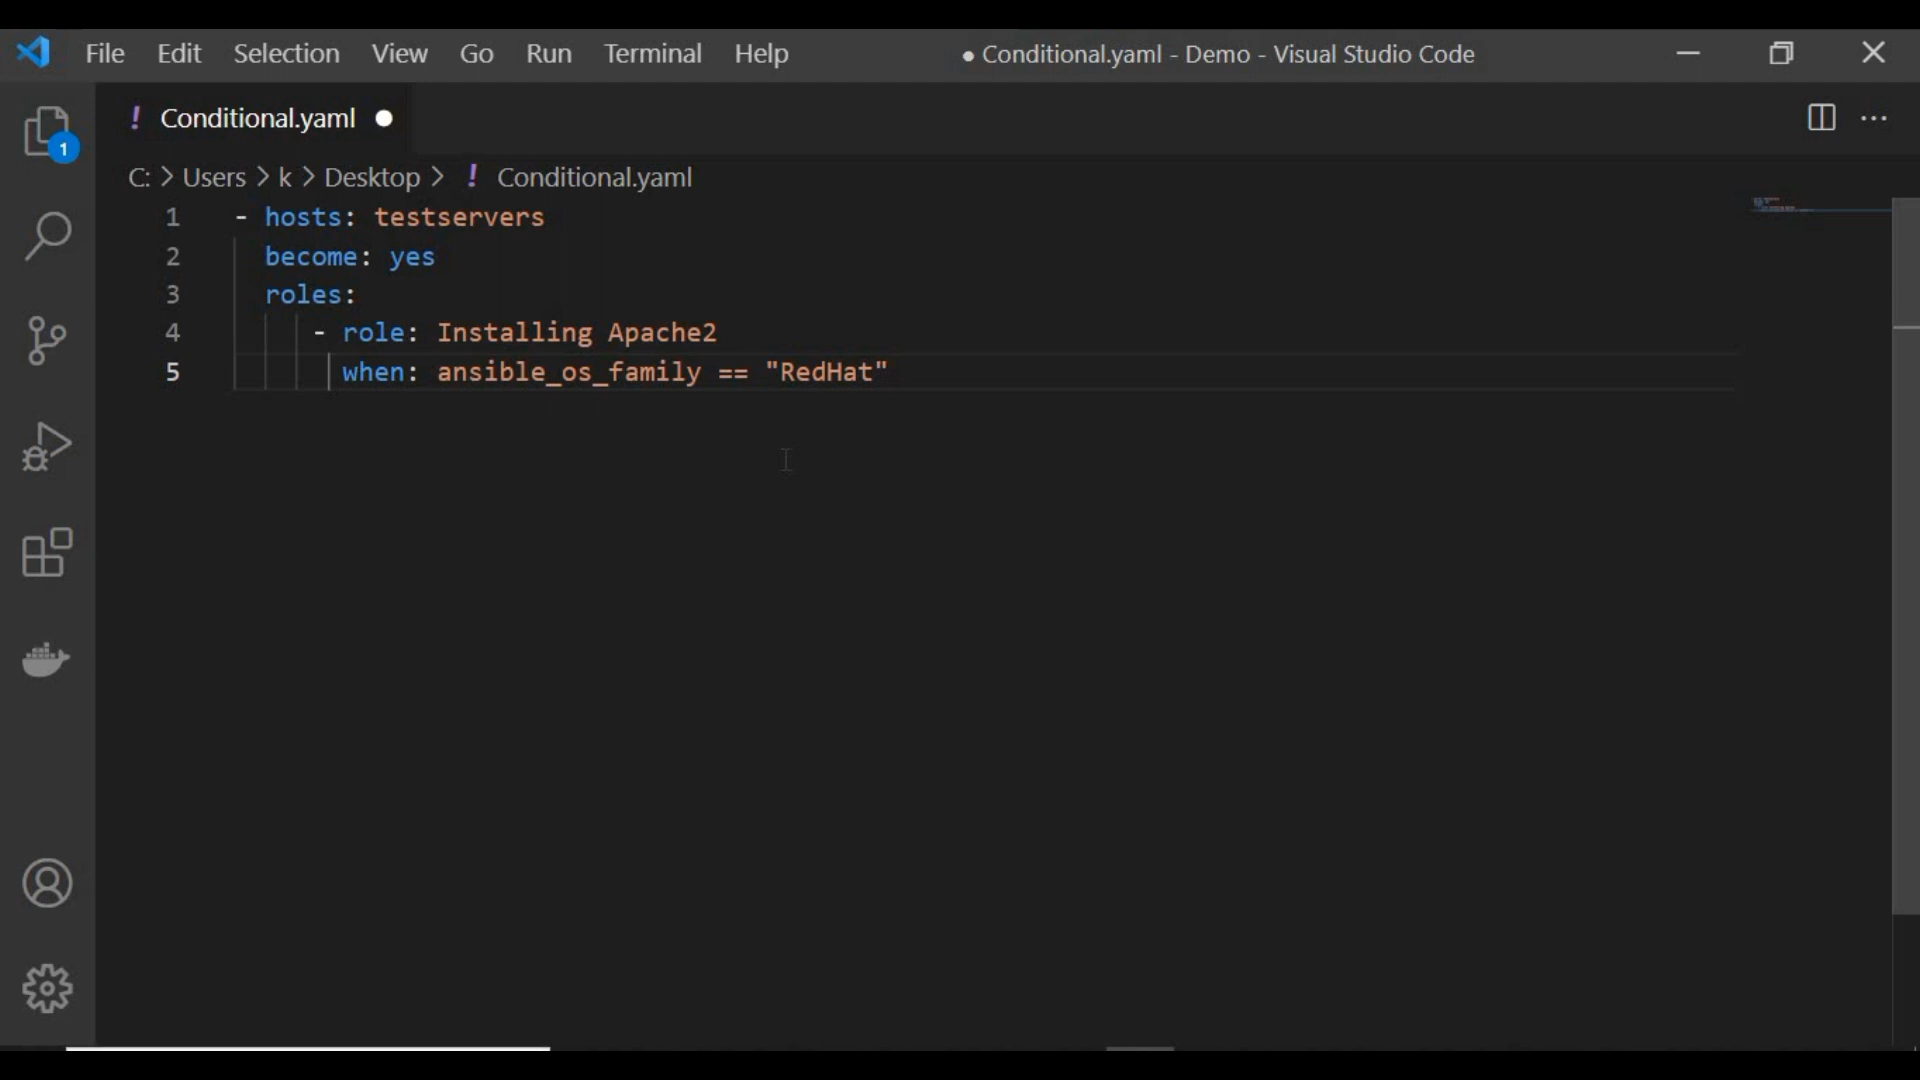 File Edit Selection View Go Run Terminal Help ● Conditional.yaml - Demo - Visual Studio Code
! Conditional.yaml ●
C: > Users > k > Desktop > ! Conditional.yaml
1 - hosts: testservers
2 become: yes
3 roles:
4 - role: Installing Apache2
5 when: ansible_os_family == "RedHat"
1